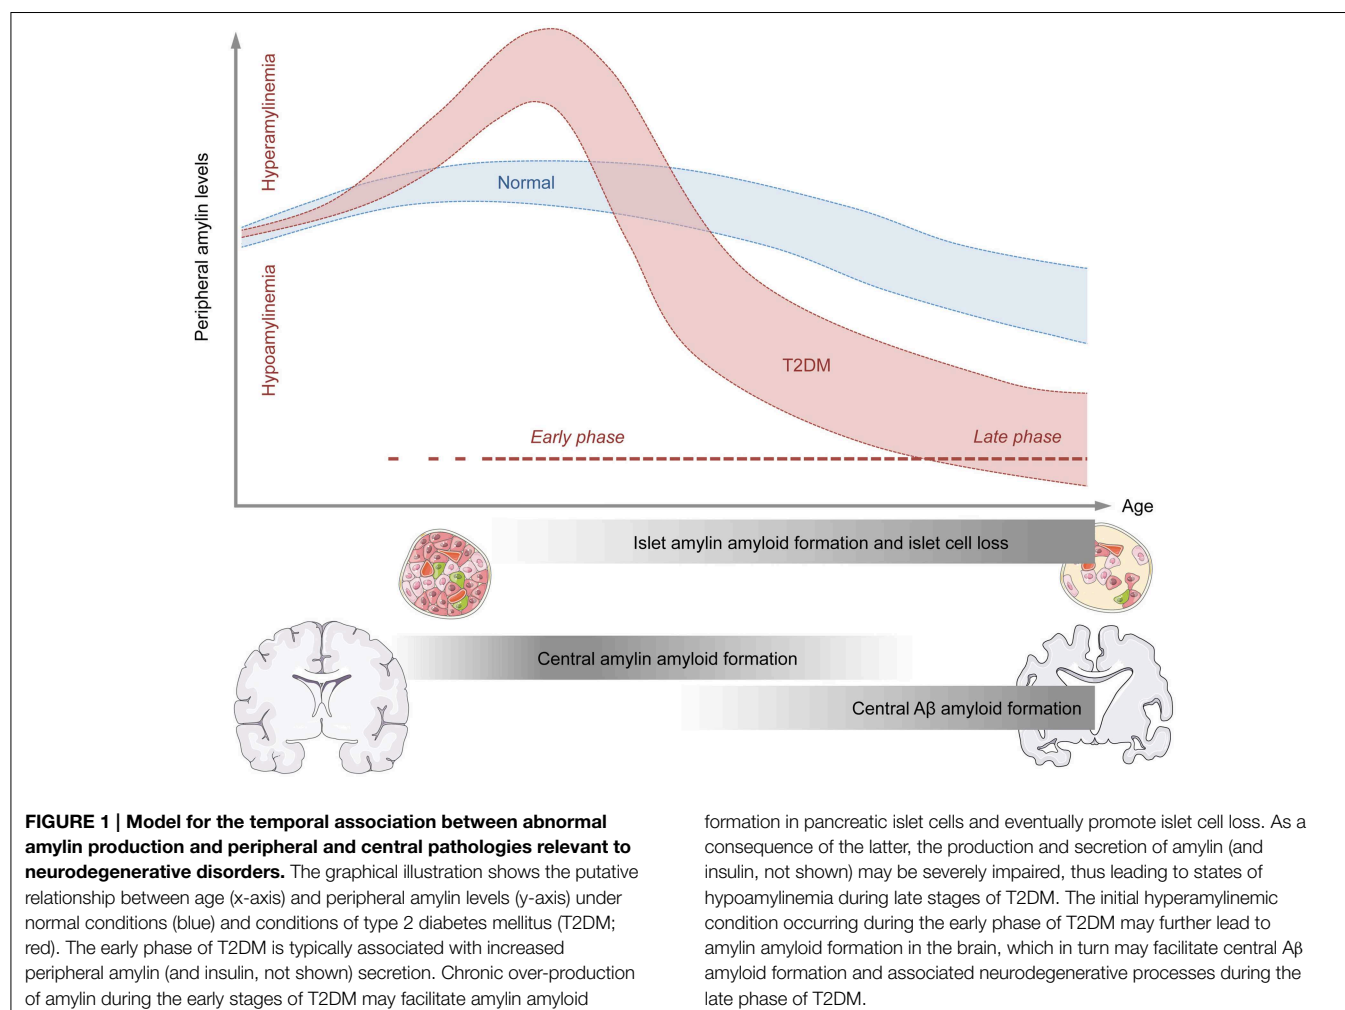 Peripheral amylin levels
Hyperamylinemia
Hypoamylinemia
Normal
T2DM
Early phase
Late phase
Age
Islet amylin amyloid formation and islet cell loss
Central amylin amyloid formation
Central Aβ amyloid formation
FIGURE 1 | Model for the temporal association between abnormal
amylin production and peripheral and central pathologies relevant to
neurodegenerative disorders. The graphical illustration shows the putative
relationship between age (x-axis) and peripheral amylin levels (y-axis) under
normal conditions (blue) and conditions of type 2 diabetes mellitus (T2DM;
red). The early phase of T2DM is typically associated with increased
peripheral amylin (and insulin, not shown) secretion. Chronic over-production
of amylin during the early stages of T2DM may facilitate amylin amyloid
formation in pancreatic islet cells and eventually promote islet cell loss. As a
consequence of the latter, the production and secretion of amylin (and
insulin, not shown) may be severely impaired, thus leading to states of
hypoamylinemia during late stages of T2DM. The initial hyperamylinemic
condition occurring during the early phase of T2DM may further lead to
amylin amyloid formation in the brain, which in turn may facilitate central Aβ
amyloid formation and associated neurodegenerative processes during the
late phase of T2DM.